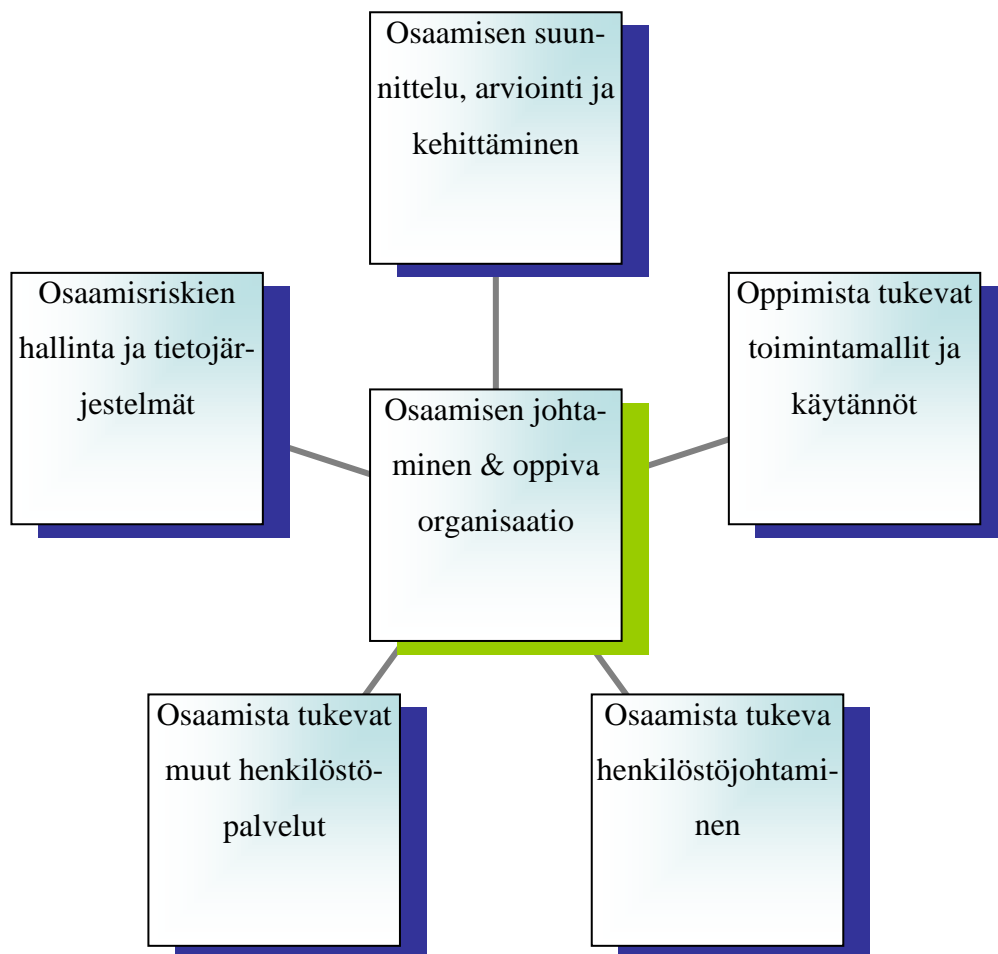 Osaamisen suun-
nittelu, arviointi ja
kehittäminen
Osaamisriskien
hallinta ja tietojär-
jestelmät
Oppimista tukevat
toimintamallit ja
käytännöt
Osaamisen johta-
minen & oppiva
organisaatio
Osaamista tukevat
muut henkilöstö-
palvelut
Osaamista tukeva
henkilöstöjohtami-
nen